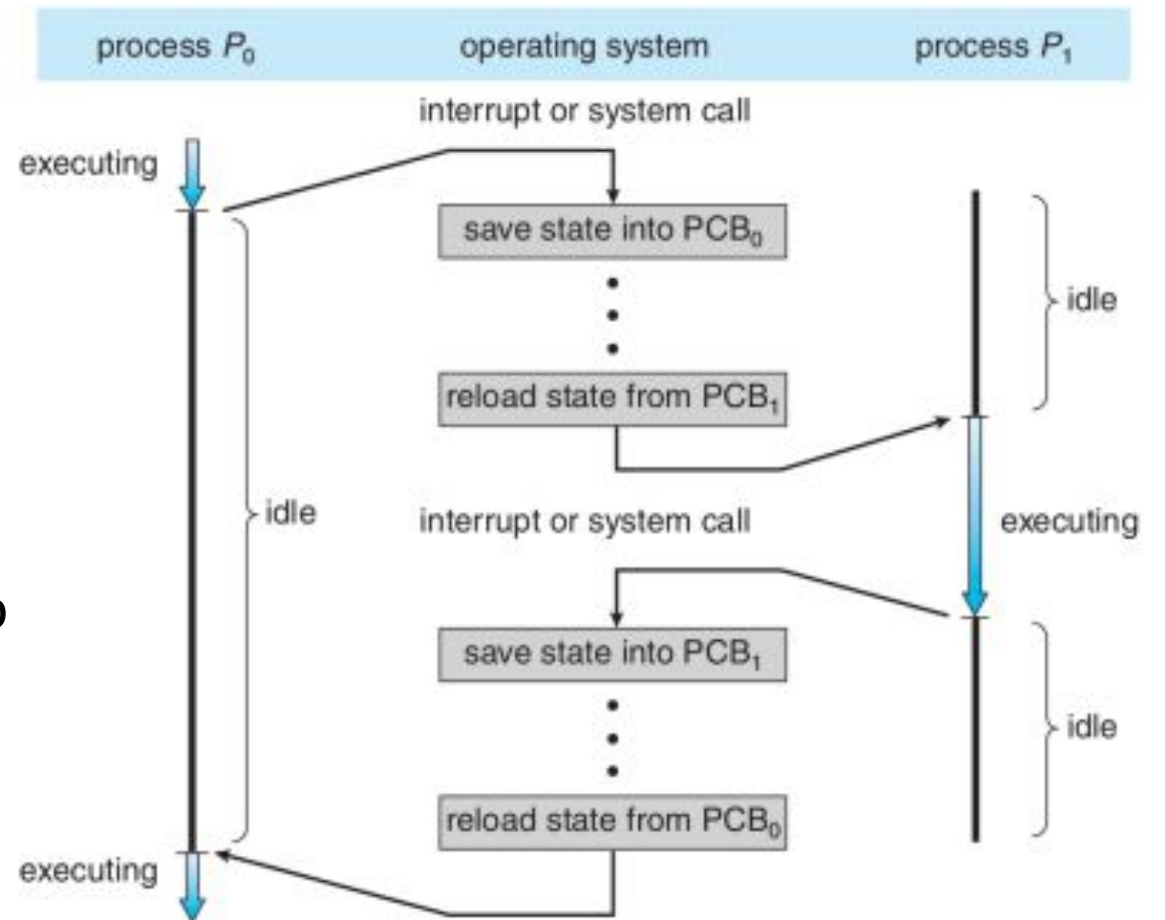 process P₀ operating system process P₁
interrupt or system call
executing
save state into PCB₀
idle
reload state from PCB₁
idle
interrupt or system call
executing
save state into PCB₁
idle
reload state from PCB₀
executing